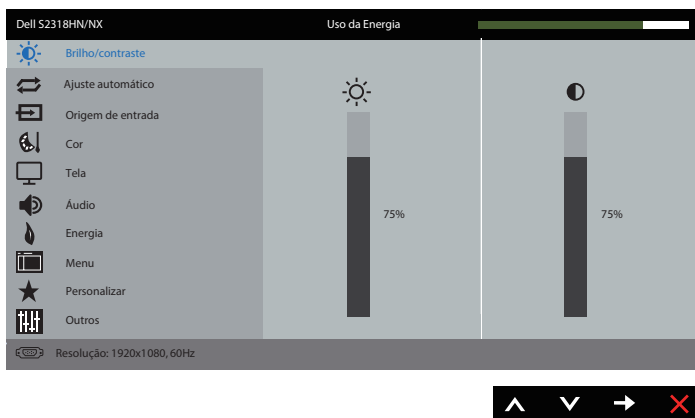 Dell S2318HN/NX
Uso da Energia
Brilho/contraste
Ajuste automático
Origem de entrada
Cor
Tela
Áudio
Energia
Menu
Personalizar
Outros
75%
75%
Resolução: 1920x1080, 60Hz